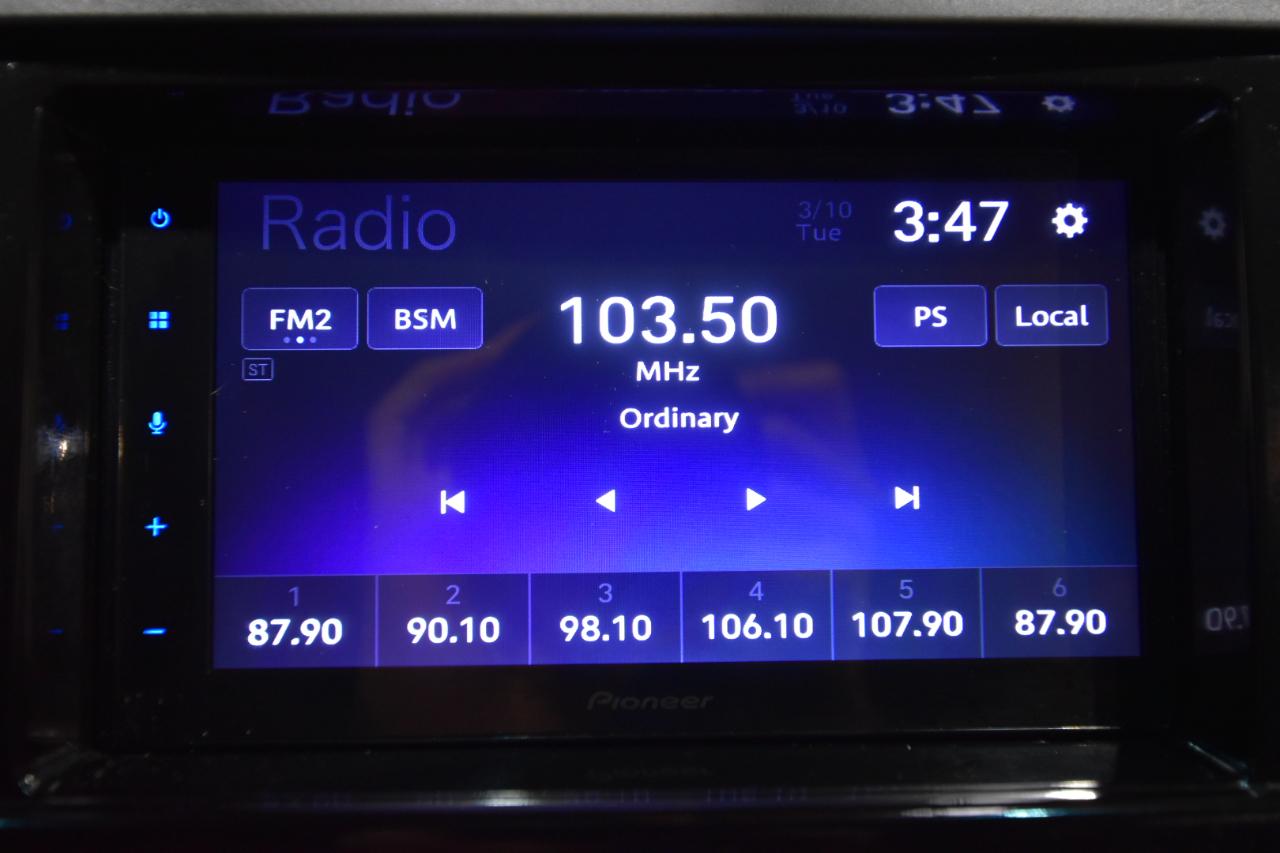 Radio
3/10
Tue
3:47
FM2
BSM
103.50
PS
Local
ST
MHz
Ordinary
1 2 3 4 5 6
87.90 90.10 98.10 106.10 107.90 87.90
Pioneer